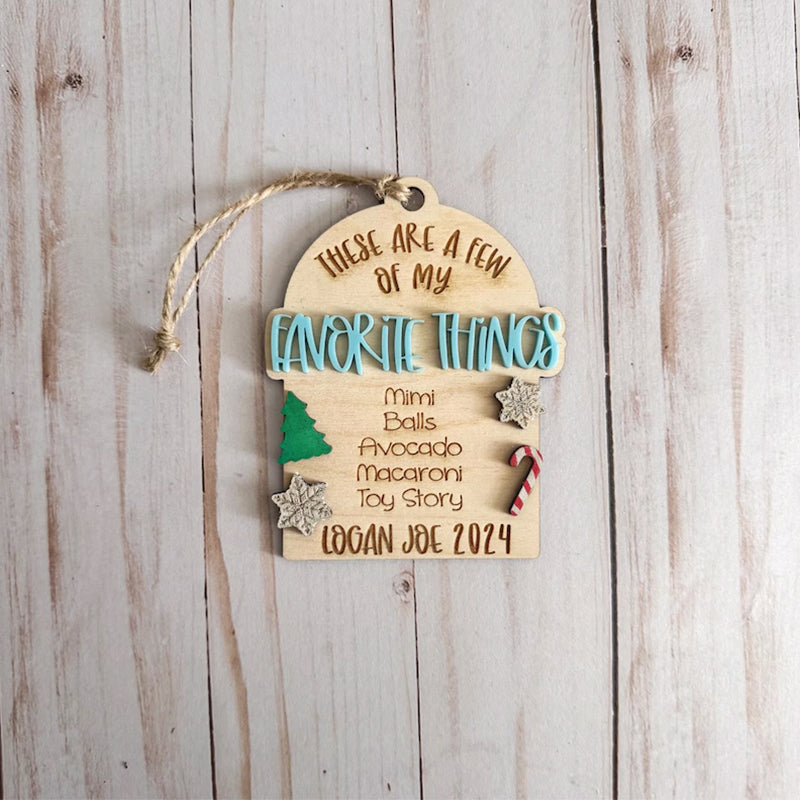 THESE ARE A FEW
OF MY
FAVORITE THINGS
Mimi
Balls
Avocado
Macaroni
Toy Story
LOGAN JOE 2024